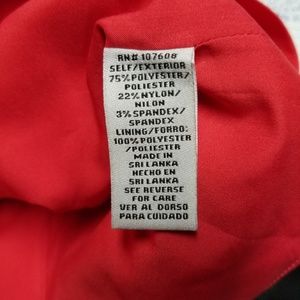 RN# 107608
SELF/EXTERIOR
75% POLYESTER/
POLIESTER
22% NYLON/
NILON
3% SPANDEX/
SPANDEX
LINING/FORRO:
100% POLYESTER
/POLIESTER
MADE IN
SRI LANKA
HECHO EN
SRI LANKA
SEE REVERSE
FOR CARE
VER AL DORSO
PARA CUIDADO